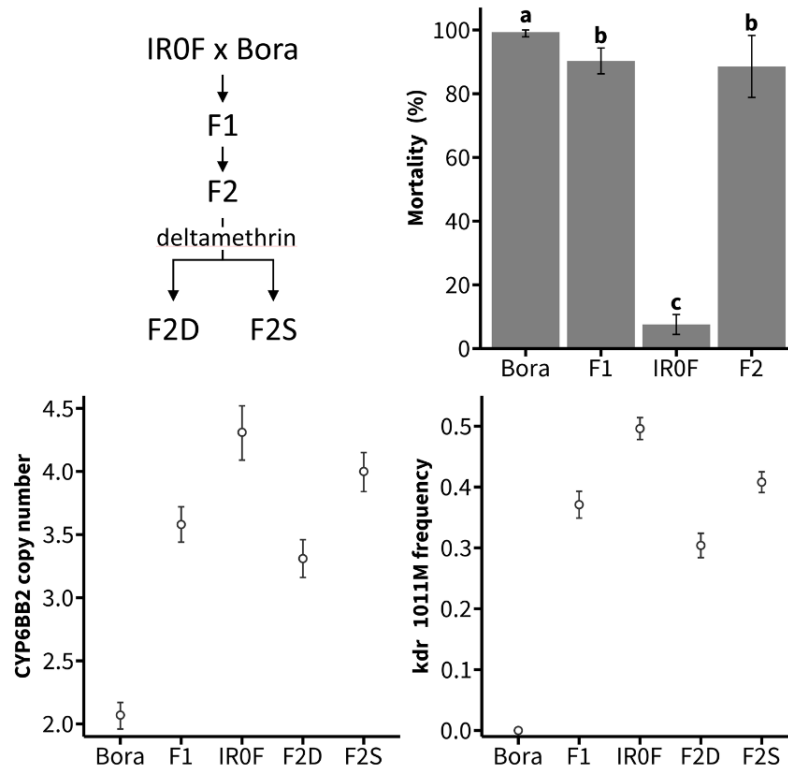 IR0F x Bora
F1
F2
deltamethrin
F2D F2S
Mortality (%)
100
80
60
40
20
0
a
b
c
b
Bora F1 IR0F F2
CYP6BB2 copy number
4.5
4.0
3.5
3.0
2.5
2.0
Bora F1 IR0F F2D F2S
kdr 1011M frequency
0.5
0.4
0.3
0.2
0.1
0.0
Bora F1 IR0F F2D F2S